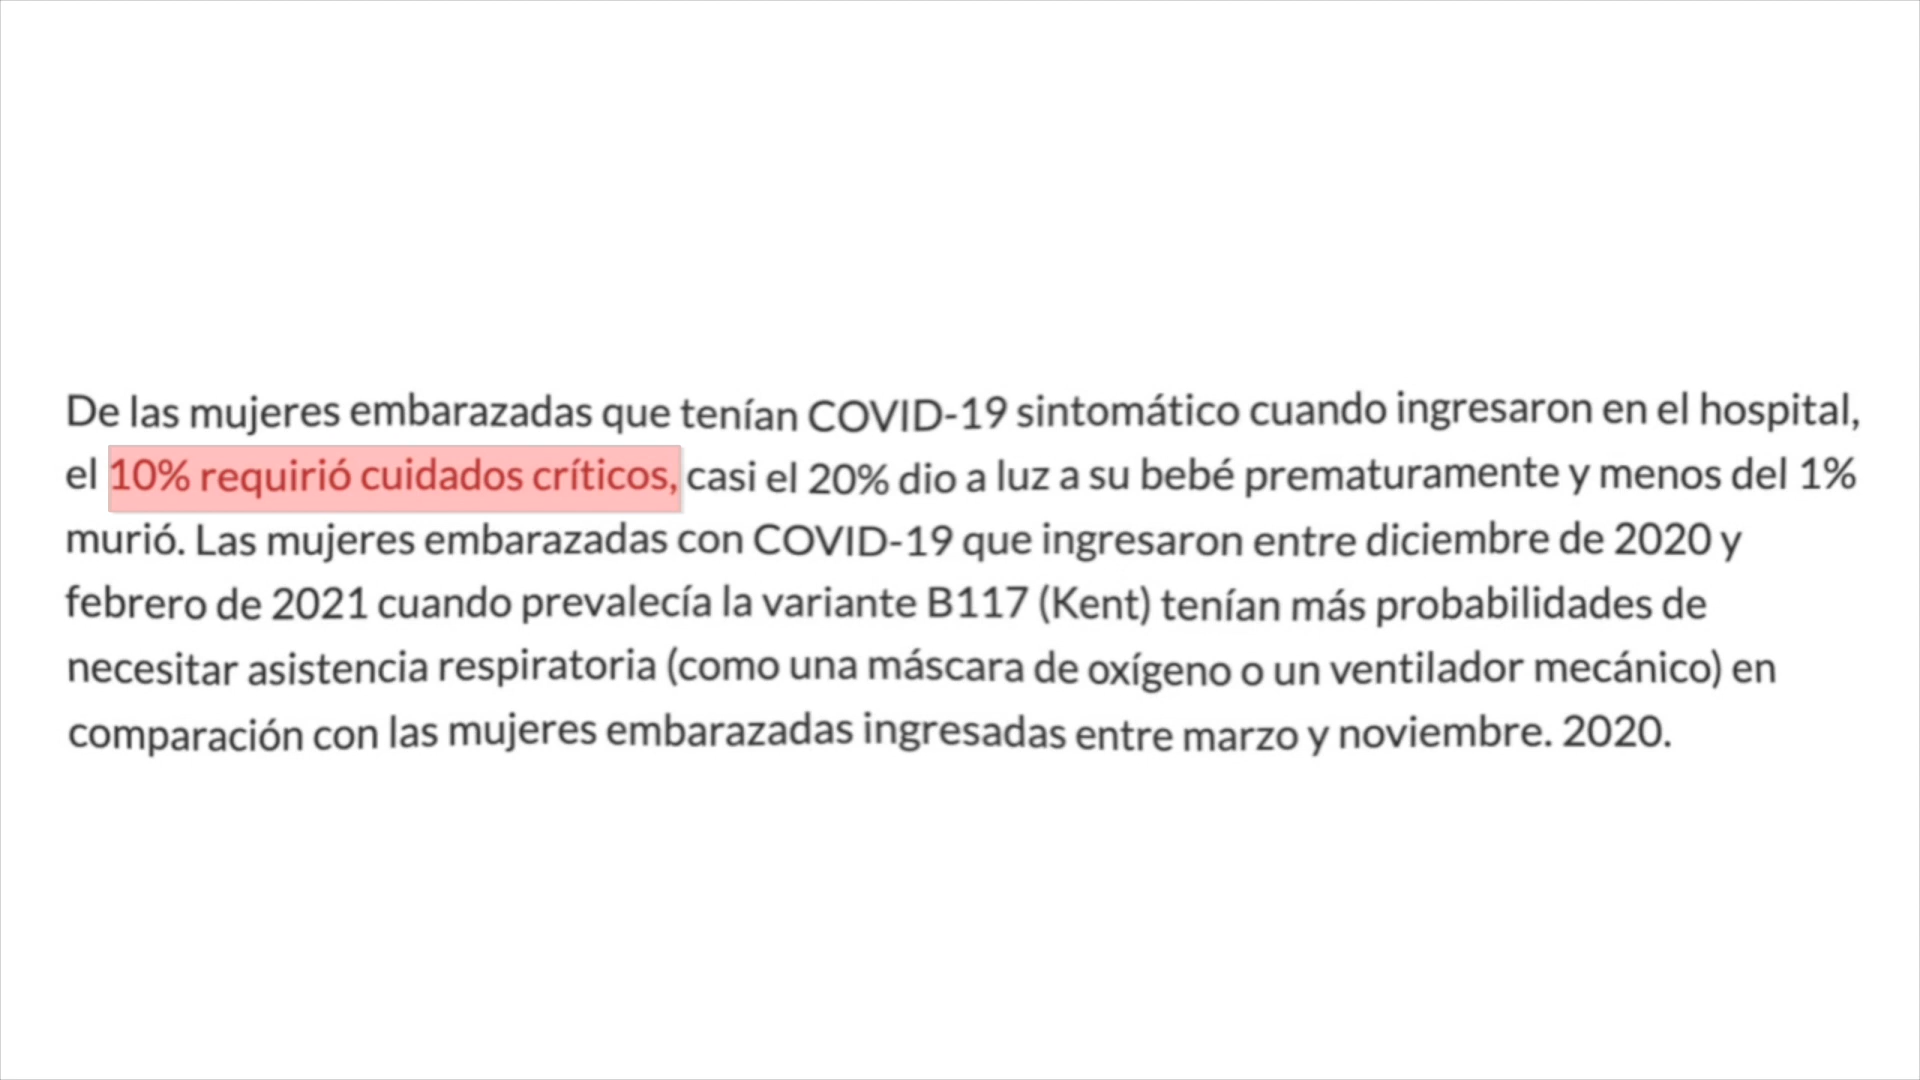 De las mujeres embarazadas que tenían COVID-19 sintomático cuando ingresaron en el hospital,
el 10% requirió cuidados críticos, casi el 20% dio a luz a su bebé prematuramente y menos del 1%
murió. Las mujeres embarazadas con COVID-19 que ingresaron entre diciembre de 2020 y
febrero de 2021 cuando prevalecía la variante B117 (Kent) tenían más probabilidades de
necesitar asistencia respiratoria (como una máscara de oxígeno o un ventilador mecánico) en
comparación con las mujeres embarazadas ingresadas entre marzo y noviembre. 2020.